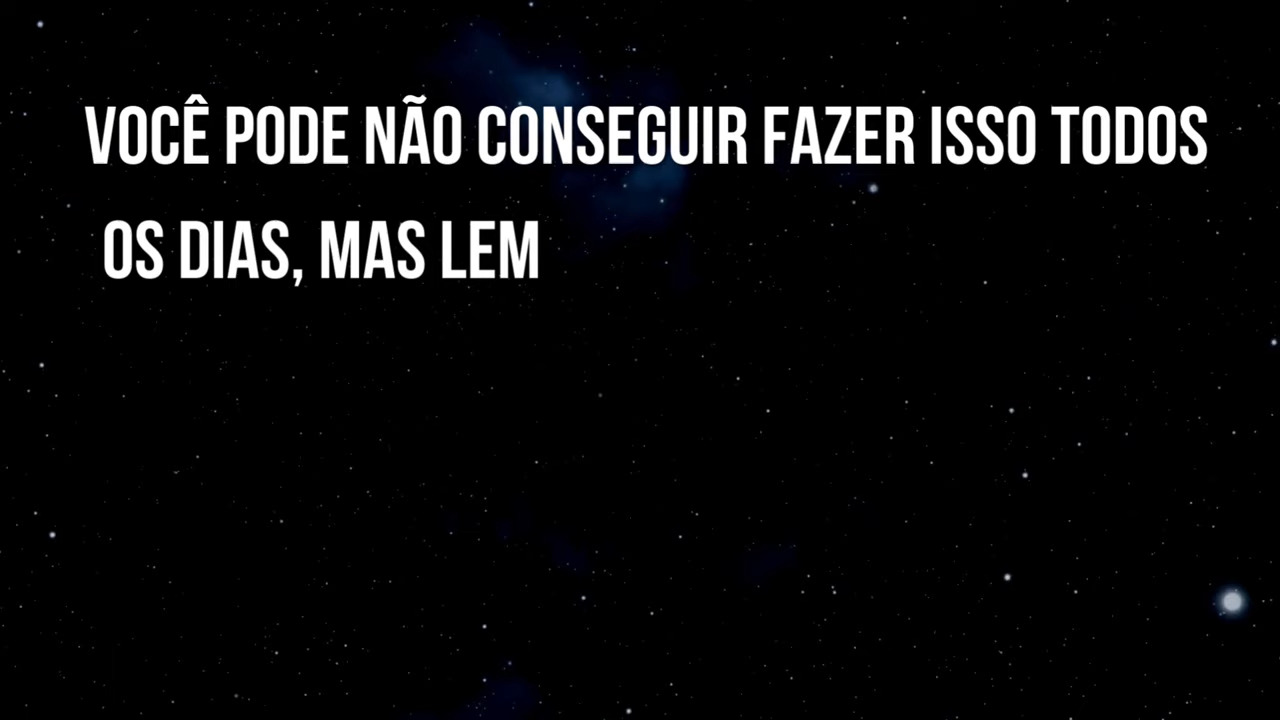 VOCÊ PODE NÃO CONSEGUIR FAZER ISSO TODOS
OS DIAS, MAS LEM